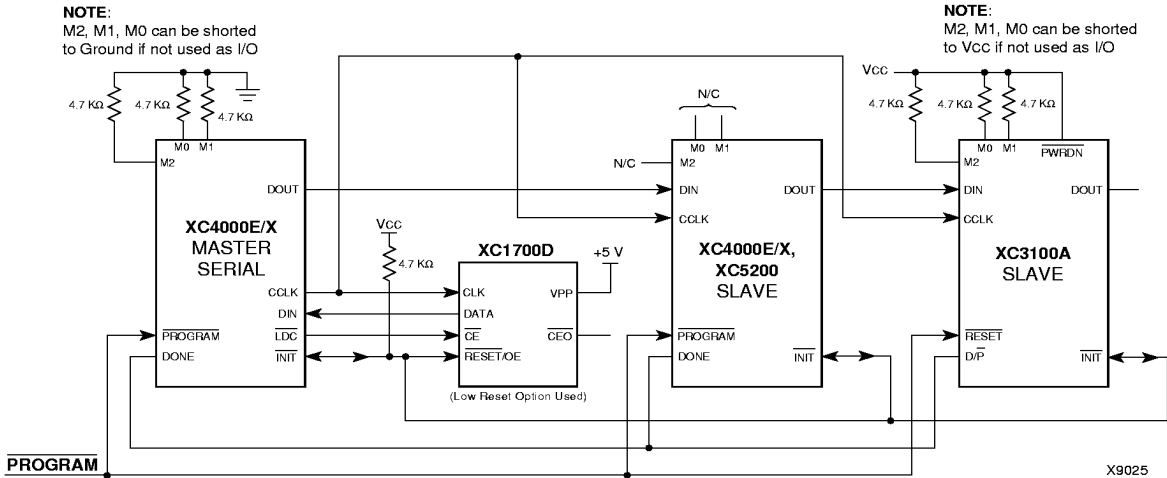 NOTE:
M2, M1, M0 can be shorted
to Ground if not used as I/O
NOTE:
M2, M1, M0 can be shorted
to VCC if not used as I/O
4.7 KΩ
4.7 KΩ
4.7 KΩ
M0 M1
M2
DOUT
XC4000E/X
MASTER
SERIAL
CCLK
DIN
PROGRAM
LDC
DONE
INIT
VCC
4.7 KΩ
XC1700D
+5 V
CLK
VPP
DATA
CE
CEO
RESET/OE
(Low Reset Option Used)
N/C
M0 M1
N/C
M2
DIN
DOUT
CCLK
XC4000E/X,
XC5200
SLAVE
PROGRAM
DONE
INIT
VCC
4.7 KΩ
4.7 KΩ
4.7 KΩ
M0 M1
PWRDN
M2
DIN
DOUT
CCLK
XC3100A
SLAVE
RESET
D/P
INIT
PROGRAM
X9025